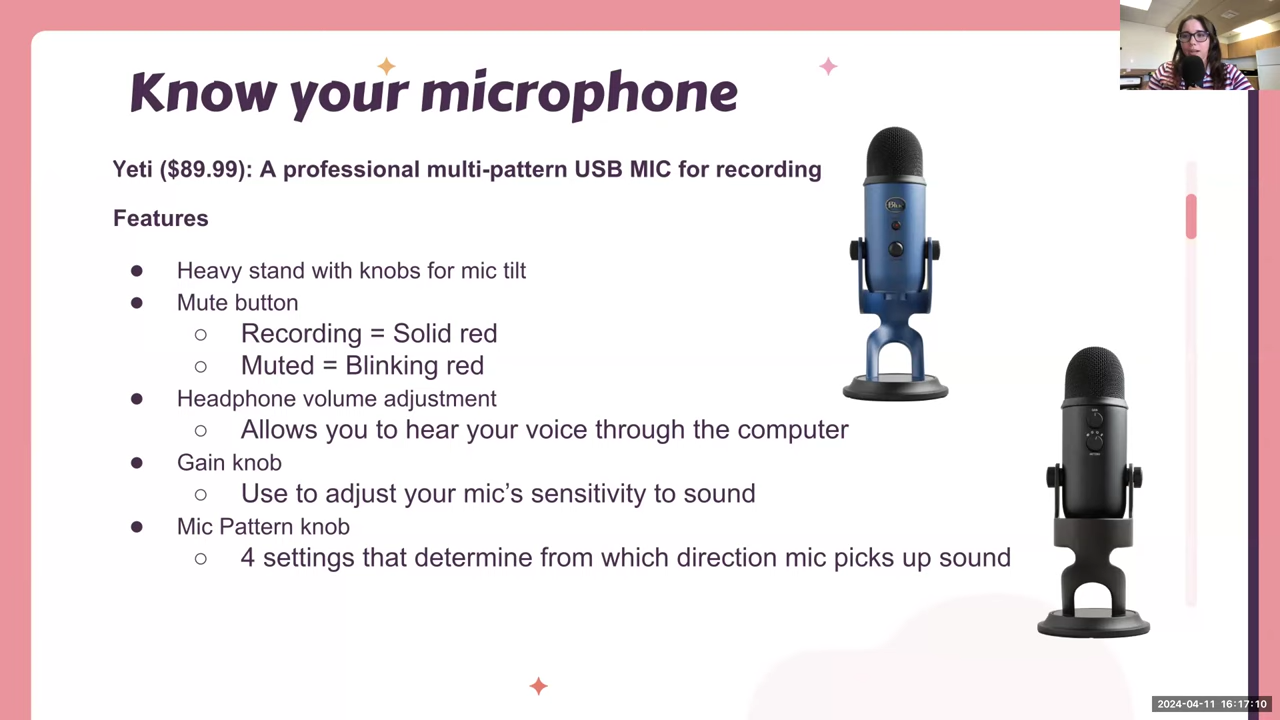 Know your microphone
Yeti ($89.99): A professional multi-pattern USB MIC for recording
Features
● Heavy stand with knobs for mic tilt
● Mute button
○ Recording = Solid red
○ Muted = Blinking red
● Headphone volume adjustment
○ Allows you to hear your voice through the computer
● Gain knob
○ Use to adjust your mic’s sensitivity to sound
● Mic Pattern knob
○ 4 settings that determine from which direction mic picks up sound
2024-04-11 16:17:10